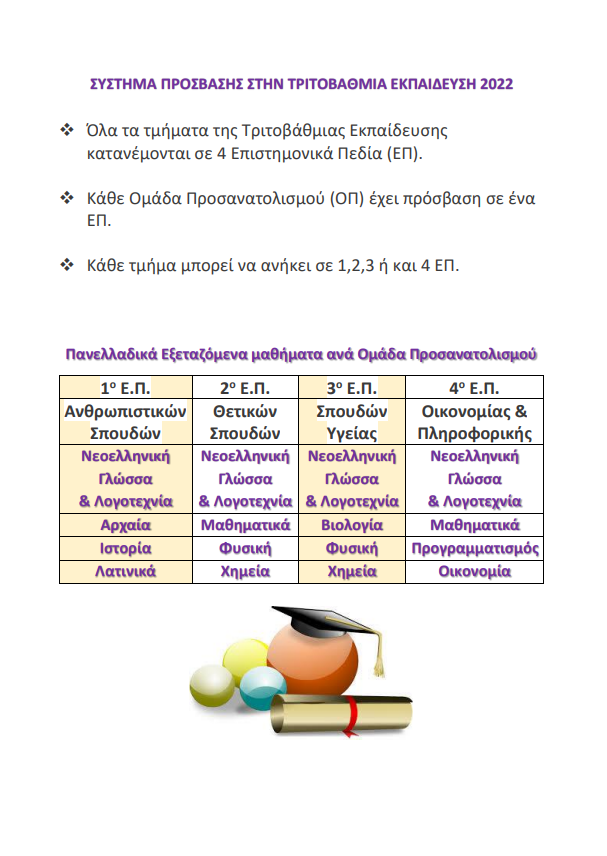 ΣΥΣΤΗΜΑ ΠΡΟΣΒΑΣΗΣ ΣΤΗΝ ΤΡΙΤΟΒΑΘΜΙΑ ΕΚΠΑΙΔΕΥΣΗ 2022
❖ Όλα τα τμήματα της Τριτοβάθμιας Εκπαίδευσης
κατανέμονται σε 4 Επιστημονικά Πεδία (ΕΠ).
❖ Κάθε Ομάδα Προσανατολισμού (ΟΠ) έχει πρόσβαση σε ένα
ΕΠ.
❖ Κάθε τμήμα μπορεί να ανήκει σε 1,2,3 ή και 4 ΕΠ.
Πανελλαδικά Εξεταζόμενα μαθήματα ανά Ομάδα Προσανατολισμού
1ο Ε.Π. 2ο Ε.Π. 3ο Ε.Π. 4ο Ε.Π.
Ανθρωπιστικών Θετικών Σπουδών Οικονομίας &
Σπουδών Σπουδών Υγείας Πληροφορικής
Νεοελληνική Νεοελληνική Νεοελληνική Νεοελληνική
Γλώσσα Γλώσσα Γλώσσα Γλώσσα
& Λογοτεχνία & Λογοτεχνία & Λογοτεχνία & Λογοτεχνία
Αρχαία Μαθηματικά Βιολογία Μαθηματικά
Ιστορία Φυσική Φυσική Προγραμματισμός
Λατινικά Χημεία Χημεία Οικονομία